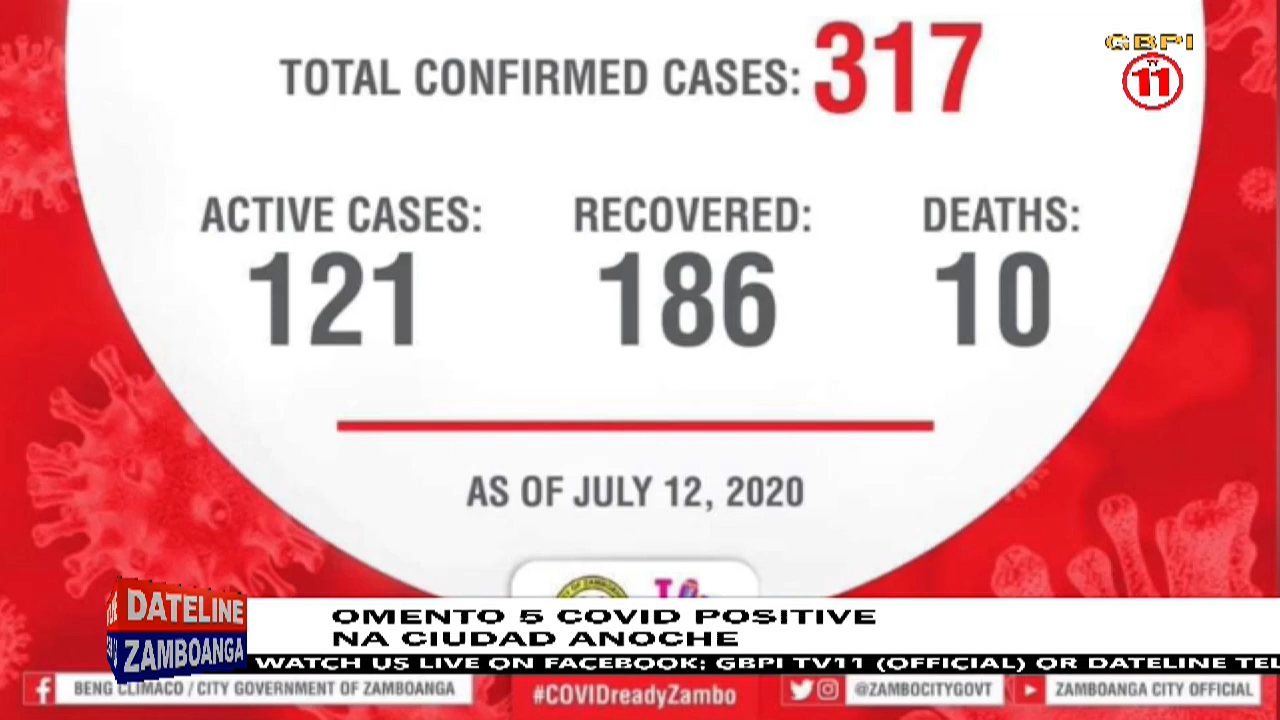 TOTAL CONFIRMED CASES: 317
GBPI
TV
11
ACTIVE CASES: RECOVERED: DEATHS:
121 186 10
AS OF JULY 12, 2020
DATELINE
ZAMBOANGA
OMENTO 5 COVID POSITIVE
NA CIUDAD ANOCHE
WATCH US LIVE ON FACEBOOK; GBPI TV11 (OFFICIAL) OR DATELINE TEL
BENG CLIMACO / CITY GOVERNMENT OF ZAMBOANGA #COVIDreadyZambo @ZAMBOCITYGOVT ZAMBOANGA CITY OFFICIAL